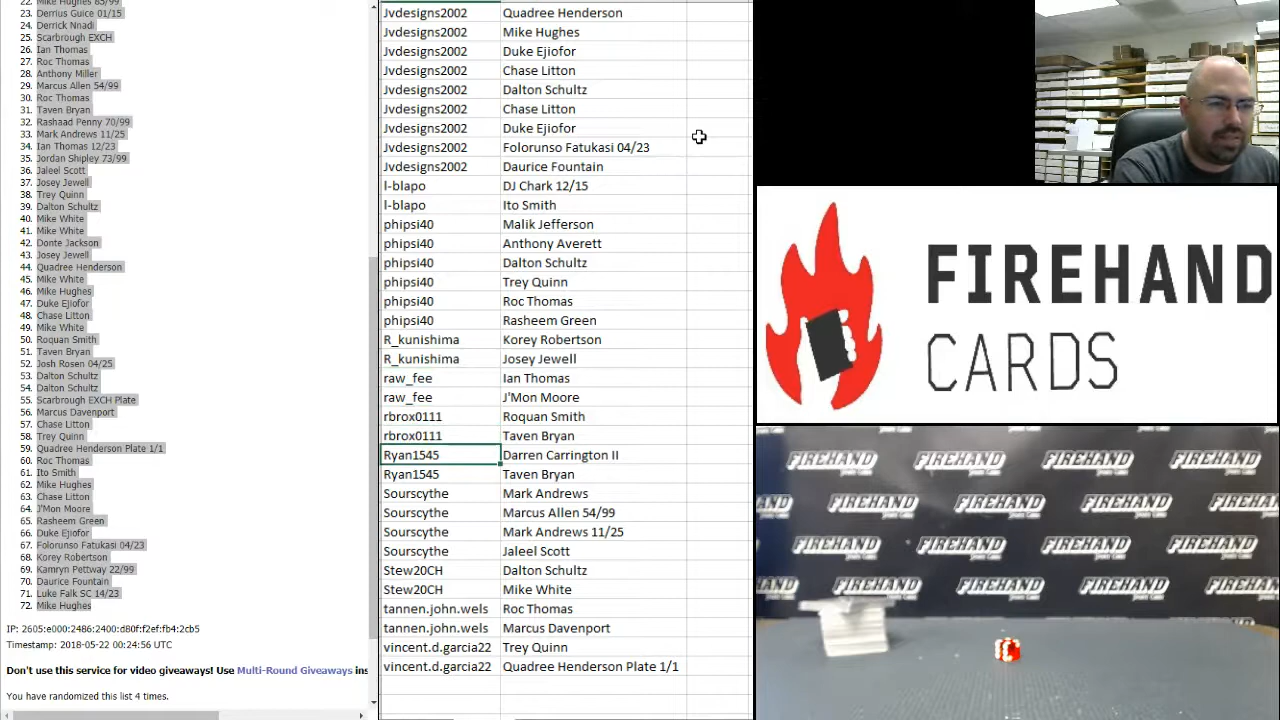 22. Mike Hughes 85/99
23. Derrius Guice 01/15
24. Derrick Nnadi
25. Scarbrough EXCH
26. Ian Thomas
27. Roc Thomas
28. Anthony Miller
29. Marcus Allen 54/99
30. Roc Thomas
31. Taven Bryan
32. Rashaad Penny 70/99
33. Mark Andrews 11/25
34. Ian Thomas 12/23
35. Jordan Shipley 73/99
36. Jaleel Scott
37. Josey Jewell
38. Trey Quinn
39. Dalton Schultz
40. Mike White
41. Mike White
42. Donte Jackson
43. Josey Jewell
44. Quadree Henderson
45. Mike White
46. Mike Hughes
47. Duke Ejiofor
48. Chase Litton
49. Mike White
50. Roquan Smith
51. Taven Bryan
52. Josh Rosen 04/25
53. Dalton Schultz
54. Dalton Schultz
55. Scarbrough EXCH Plate
56. Marcus Davenport
57. Chase Litton
58. Trey Quinn
59. Quadree Henderson Plate 1/1
60. Roc Thomas
61. Ito Smith
62. Mike Hughes
63. Chase Litton
64. J'Mon Moore
65. Rasheem Green
66. Duke Ejiofor
67. Folorunso Fatukasi 04/23
68. Korey Robertson
69. Kamryn Pettway 22/99
70. Daurice Fountain
71. Luke Falk SC 14/23
72. Mike Hughes
IP: 2605:e000:2486:2400:d80f:f2ef:fb4:2cb5
Timestamp: 2018-05-22 00:24:56 UTC
Don't use this service for video giveaways! Use Multi-Round Giveaways ins
You have randomized this list 4 times.
Jvdesigns2002 Quadree Henderson
Jvdesigns2002 Mike Hughes
Jvdesigns2002 Duke Ejiofor
Jvdesigns2002 Chase Litton
Jvdesigns2002 Dalton Schultz
Jvdesigns2002 Chase Litton
Jvdesigns2002 Duke Ejiofor
Jvdesigns2002 Folorunso Fatukasi 04/23
Jvdesigns2002 Daurice Fountain
l-blapo DJ Chark 12/15
l-blapo Ito Smith
phipsi40 Malik Jefferson
phipsi40 Anthony Averett
phipsi40 Dalton Schultz
phipsi40 Trey Quinn
phipsi40 Roc Thomas
phipsi40 Rasheem Green
R_kunishima Korey Robertson
R_kunishima Josey Jewell
raw_fee Ian Thomas
raw_fee J'Mon Moore
rbrox0111 Roquan Smith
rbrox0111 Taven Bryan
Ryan1545 Darren Carrington II
Ryan1545 Taven Bryan
Sourscythe Mark Andrews
Sourscythe Marcus Allen 54/99
Sourscythe Mark Andrews 11/25
Sourscythe Jaleel Scott
Stew20CH Dalton Schultz
Stew20CH Mike White
tannen.john.wels Roc Thomas
tannen.john.wels Marcus Davenport
vincent.d.garcia22 Trey Quinn
vincent.d.garcia22 Quadree Henderson Plate 1/1
FIREHAND
CARDS
FIREHAND FIREHAND FIREHAND
FIREHAND FIREHAND FIREHAND
FIREHAND FIREHAND FIREHAND FIREHAND
FIREHAND FIREHAND FIREHAND